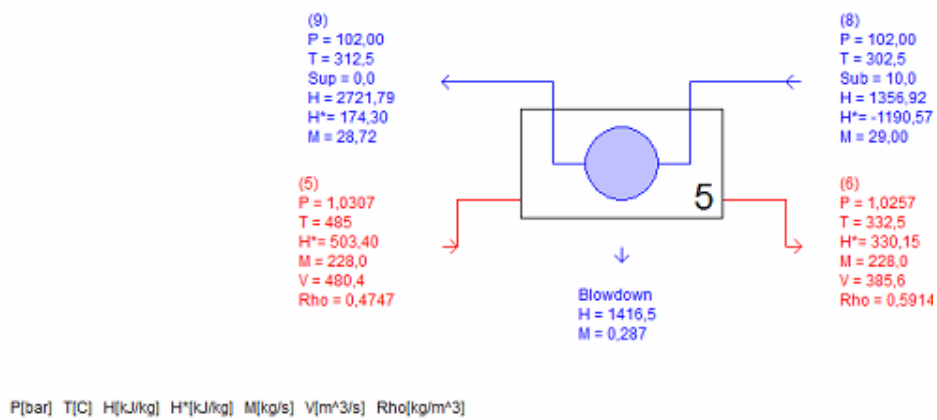 (9)
P = 102,00
T = 312,5
Sup = 0,0
H = 2721,79
H*= 174,30
M = 28,72
(8)
P = 102,00
T = 302,5
Sub = 10,0
H = 1356,92
H*= -1190,57
M = 29,00
(5)
P = 1,0307
T = 485
H*= 503,40
M = 228,0
V = 480,4
Rho = 0,4747
5
(6)
P = 1,0257
T = 332,5
H*= 330,15
M = 228,0
V = 385,6
Rho = 0,5914
Blowdown
H = 1416,5
M = 0,287
P[bar] T[C] H[kJ/kg] H*[kJ/kg] M[kg/s] V[m^3/s] Rho[kg/m^3]